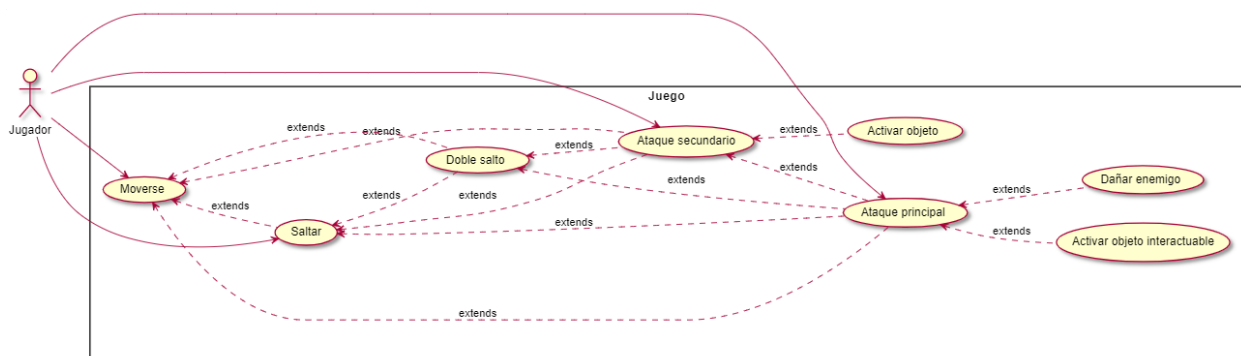 Juego
Jugador
extends
extends
Ataque secundario
extends
Activar objeto
Doble salto
extends
extends
Moverse
extends
extends
extends
Dañar enemigo
extends
Ataque principal
extends
Saltar
extends
extends
Activar objeto interactuable
extends